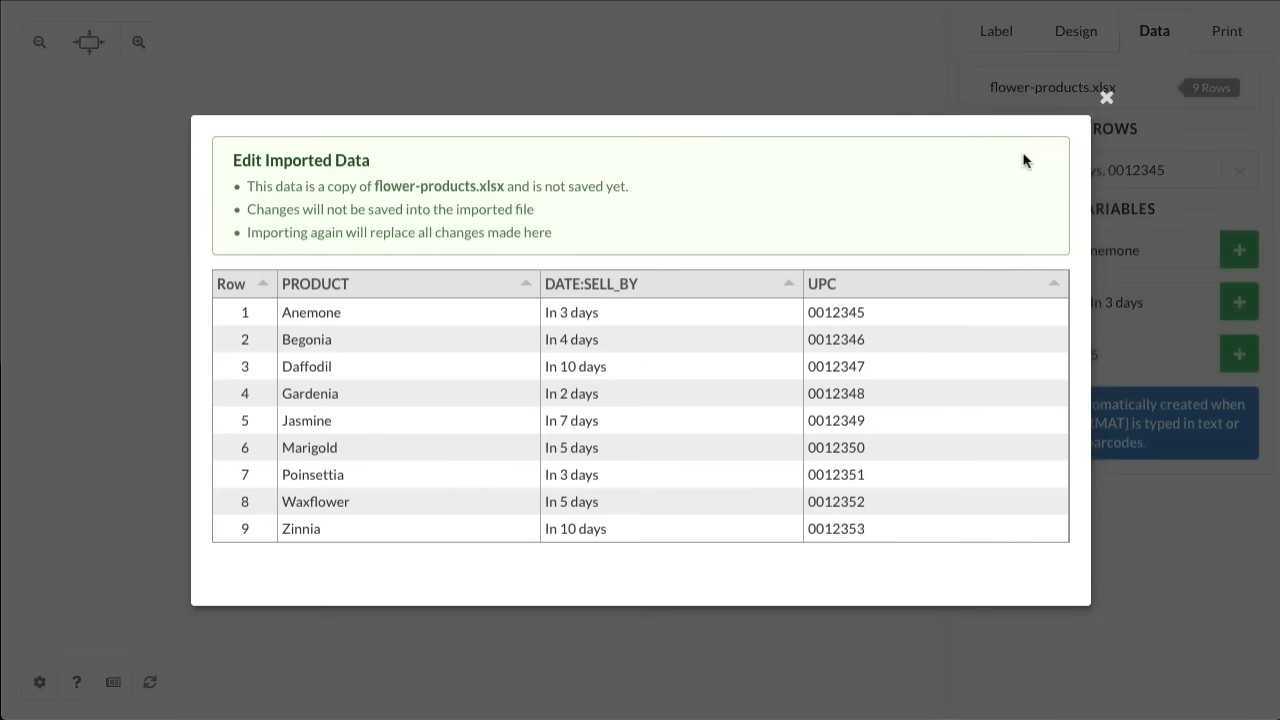 Label Design Data Print
flower-products.xlsx 9 Rows
ROWS
ys, 0012345
ARIABLES
nemone
In 3 days
5
omatically created when
MAT] is typed in text or
arcodes.
Edit Imported Data
• This data is a copy of flower-products.xlsx and is not saved yet.
• Changes will not be saved into the imported file
• Importing again will replace all changes made here
Row PRODUCT DATE:SELL_BY UPC
1 Anemone In 3 days 0012345
2 Begonia In 4 days 0012346
3 Daffodil In 10 days 0012347
4 Gardenia In 2 days 0012348
5 Jasmine In 7 days 0012349
6 Marigold In 5 days 0012350
7 Poinsettia In 3 days 0012351
8 Waxflower In 5 days 0012352
9 Zinnia In 10 days 0012353